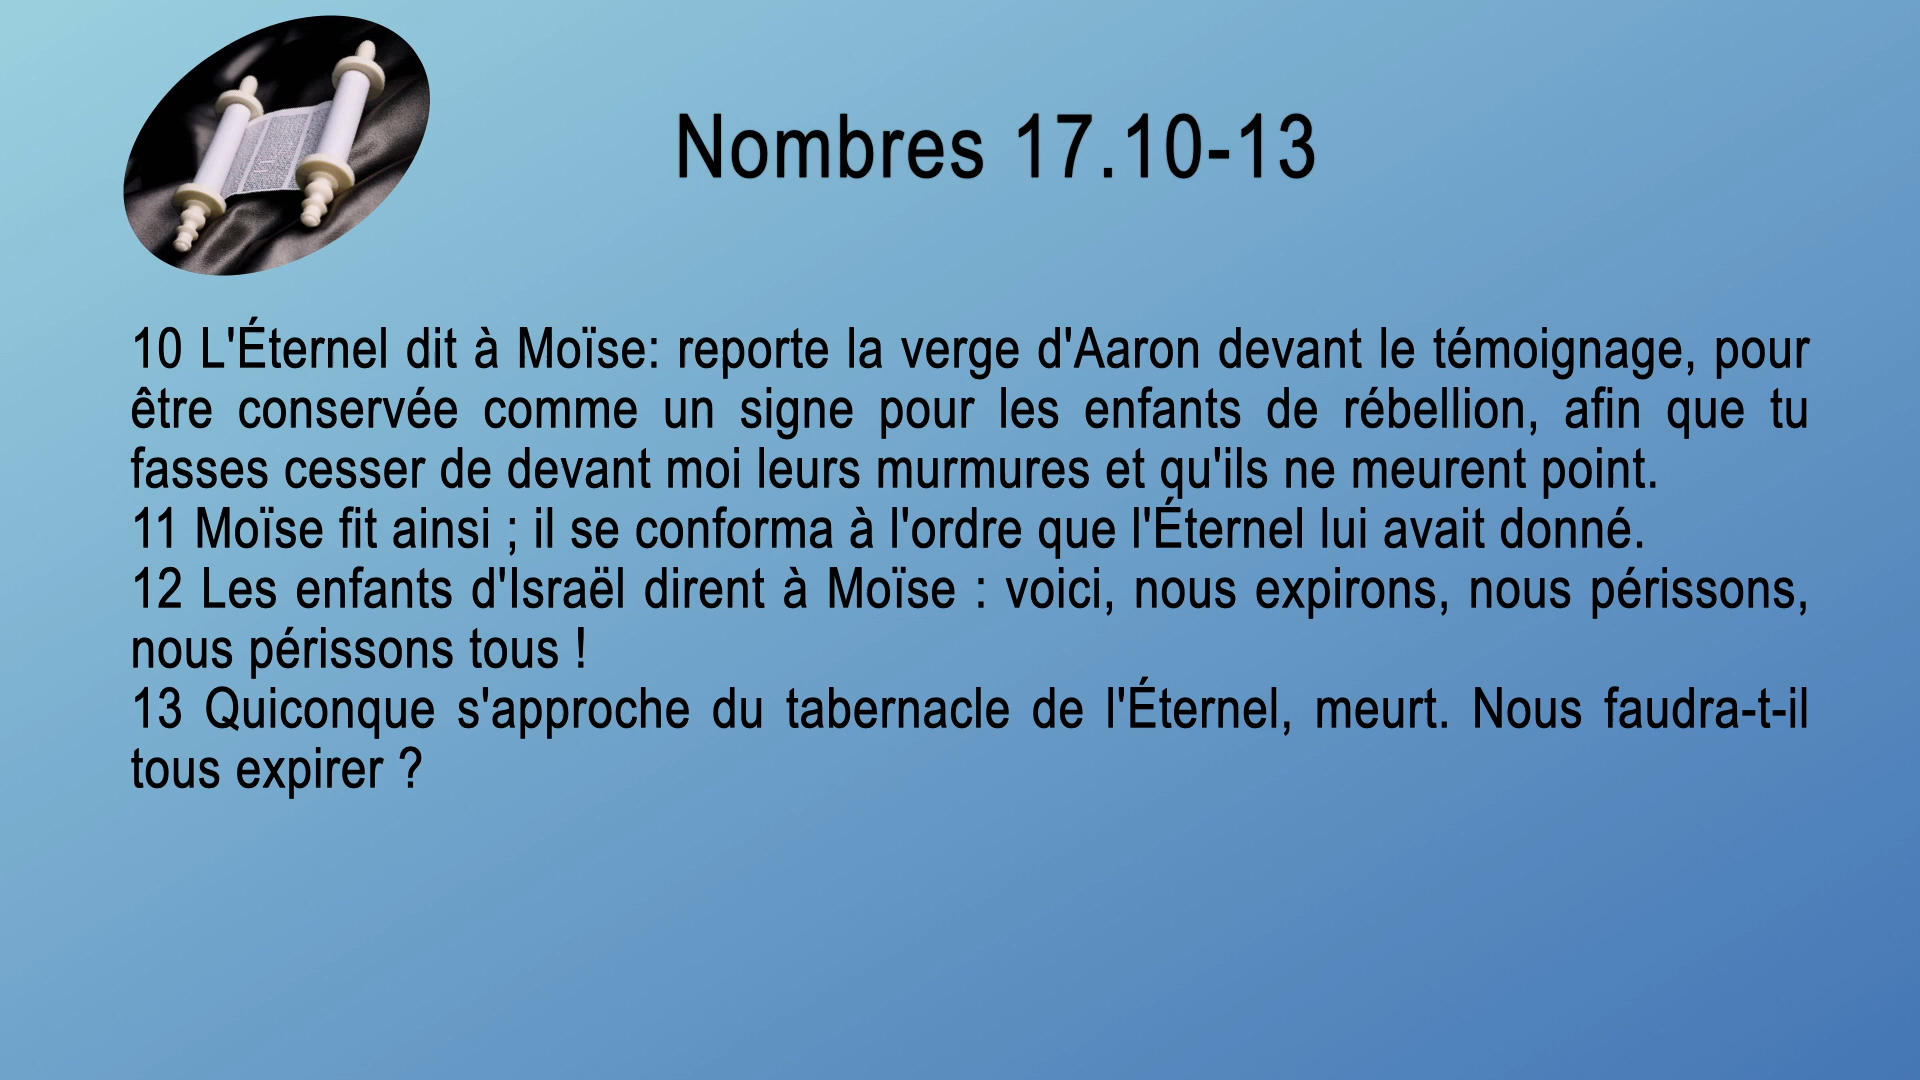 Nombres 17.10-13
10 L'Éternel dit à Moïse: reporte la verge d'Aaron devant le témoignage, pour
être conservée comme un signe pour les enfants de rébellion, afin que tu
fasses cesser de devant moi leurs murmures et qu'ils ne meurent point.
11 Moïse fit ainsi ; il se conforma à l'ordre que l'Éternel lui avait donné.
12 Les enfants d'Israël dirent à Moïse : voici, nous expirons, nous périssons,
nous périssons tous !
13 Quiconque s'approche du tabernacle de l'Éternel, meurt. Nous faudra-t-il
tous expirer ?